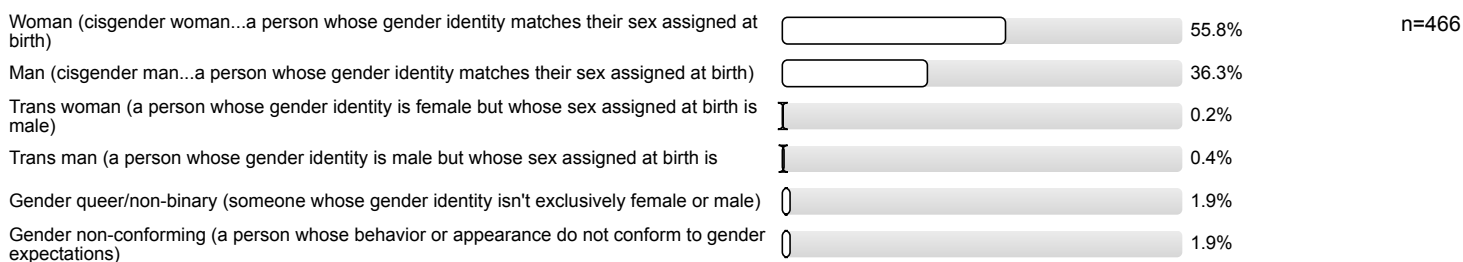 Woman (cisgender woman...a person whose gender identity matches their sex assigned at
birth)
55.8%
n=466
Man (cisgender man...a person whose gender identity matches their sex assigned at birth)
36.3%
Trans woman (a person whose gender identity is female but whose sex assigned at birth is
male)
0.2%
Trans man (a person whose gender identity is male but whose sex assigned at birth is
0.4%
Gender queer/non-binary (someone whose gender identity isn't exclusively female or male)
1.9%
Gender non-conforming (a person whose behavior or appearance do not conform to gender
expectations)
1.9%